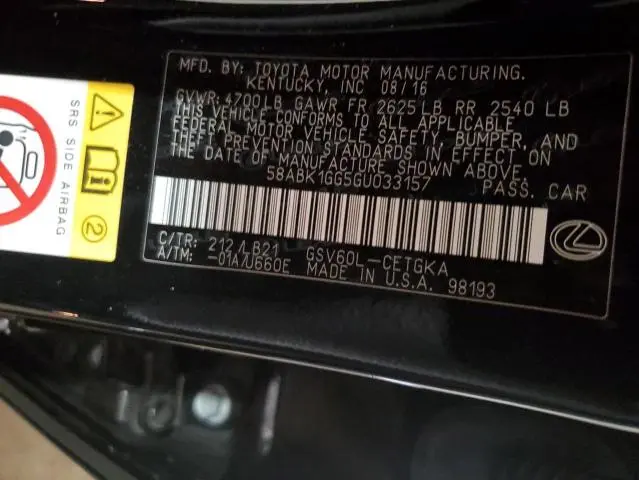 MFD. BY: TOYOTA MOTOR MANUFACTURING.
KENTUCKY, INC 08/16
GVWR: 4700LB GAWR FR 2625LB RR 2540 LB
THIS VEHICLE CONFORMS TO ALL APPLICABLE
FEDERAL MOTOR VEHICLE SAFETY, BUMPER, AND
THEFT PREVENTION STANDARDS IN EFFECT ON
THE DATE OF MANUFACTURE SHOWN ABOVE.
58ABK1GG5GU033157 PASS. CAR
C/TR: 212/LB21 GSV60L-CETGKA
A/TM: -01A/U660E MADE IN U.S.A. 98193
SRS SIDE AIRBAG
2